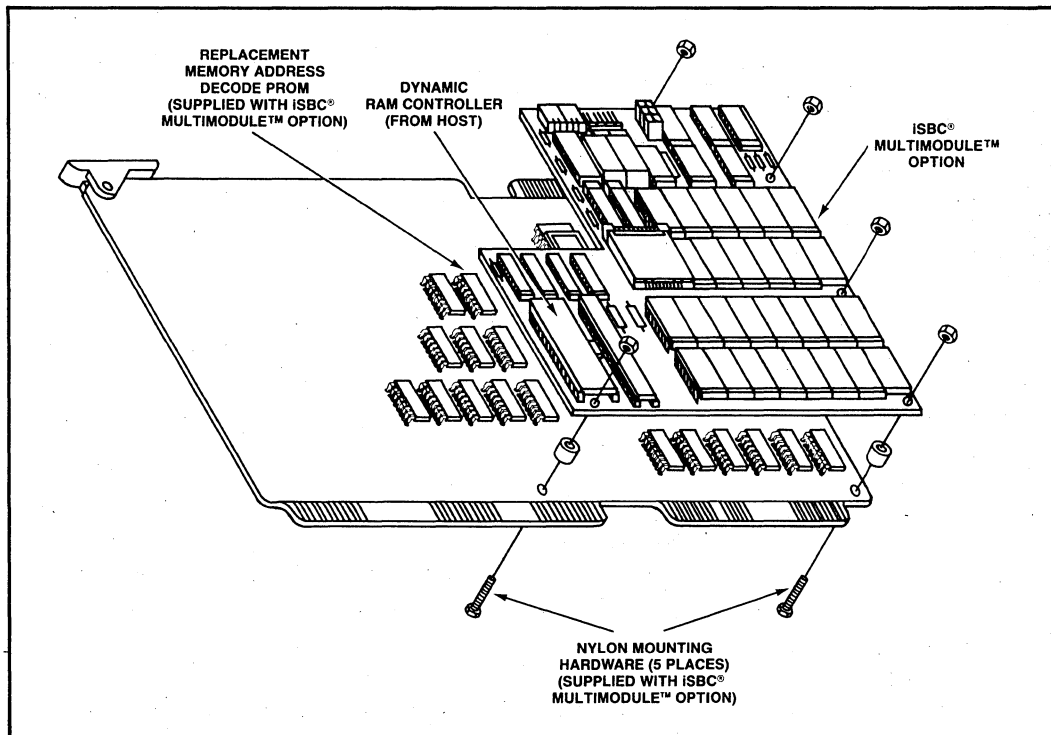 REPLACEMENT
MEMORY ADDRESS
DECODE PROM
(SUPPLIED WITH iSBC®
MULTIMODULE™ OPTION)
DYNAMIC
RAM CONTROLLER
(FROM HOST)
iSBC®
MULTIMODULE™
OPTION
NYLON MOUNTING
HARDWARE (5 PLACES)
(SUPPLIED WITH iSBC®
MULTIMODULE™ OPTION)